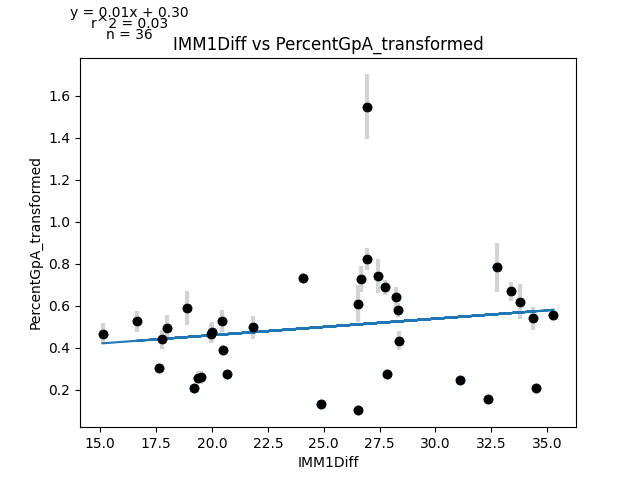 y = 0.01x + 0.30
r^2 = 0.03
n = 36
IMM1Diff vs PercentGpA_transformed
PercentGpA_transformed
1.6
1.4
1.2
1.0
0.8
0.6
0.4
0.2
15.0 17.5 20.0 22.5 25.0 27.5 30.0 32.5 35.0
IMM1Diff